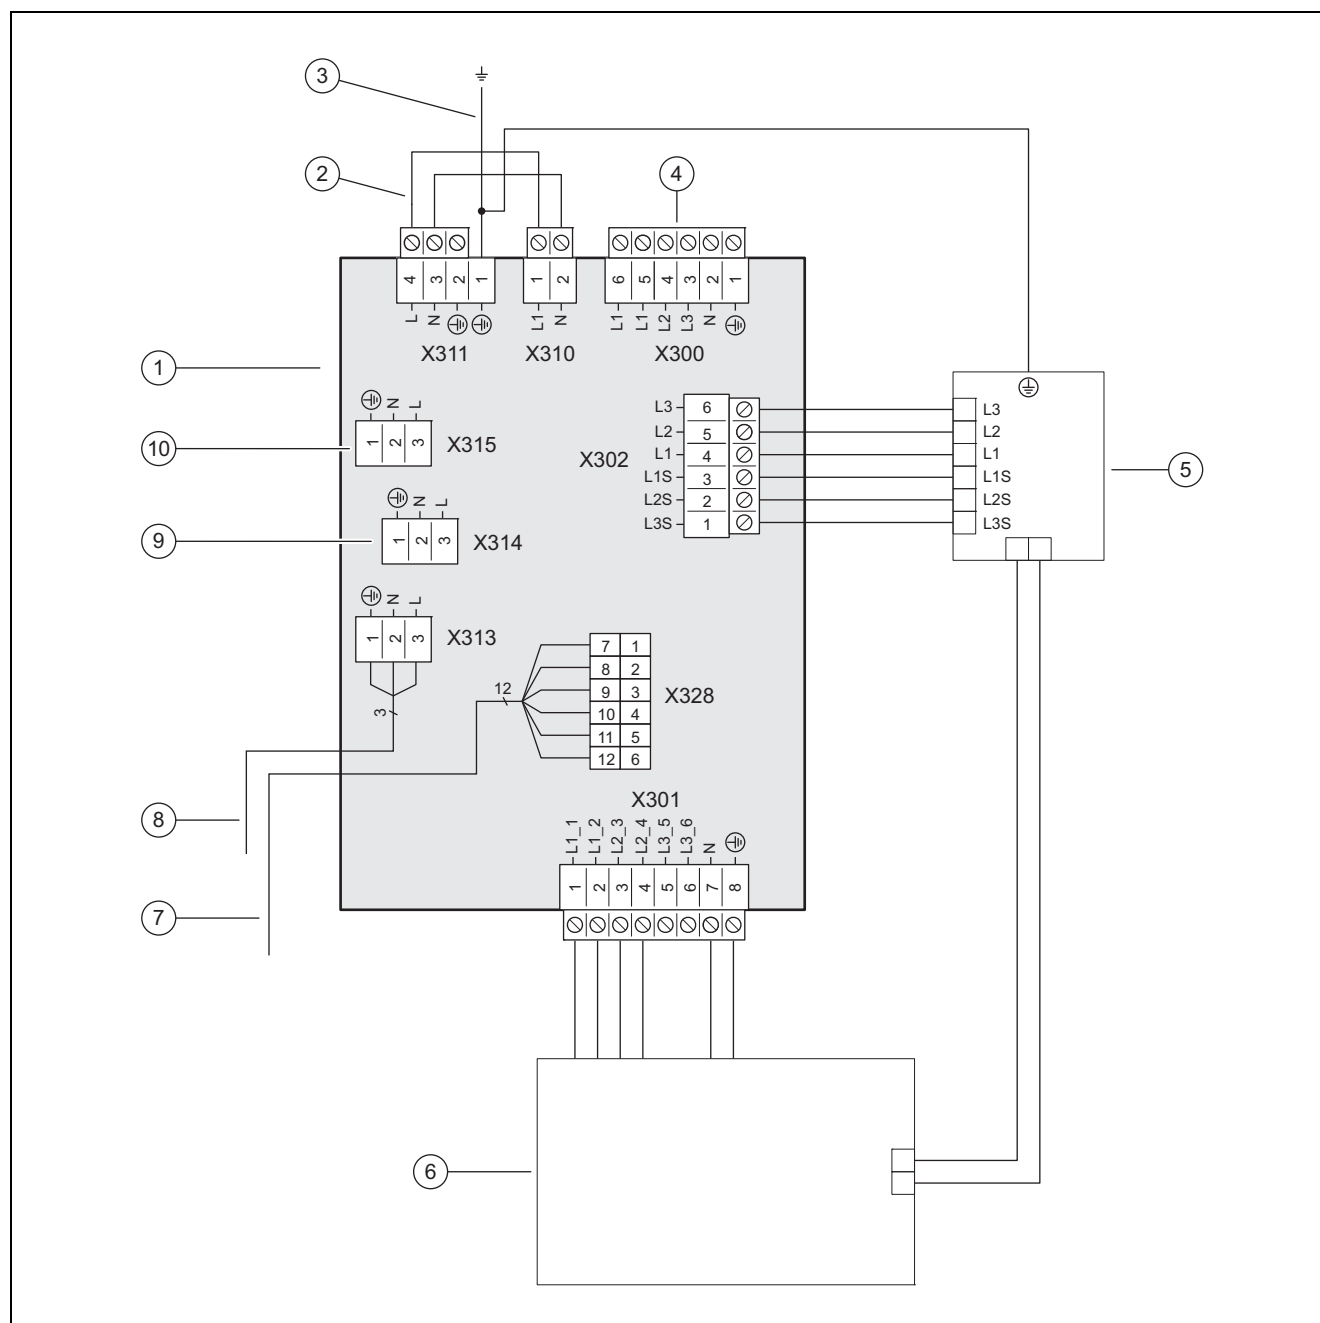 3
2
4
4 3 2 1
1 2
6 5 4 3 2 1
L N
L1 N
L1 L1 L2 L3 N
X311
X310
X300
1
N L
1 2 3
X315
10
L3 6
L2 5
L1 4
L1S 3
L2S 2
L3S 1
X302
L3
L2
L1
L1S
L2S
L3S
5
N L
1 2 3
X314
9
N L
1 2 3
X313
3
12
7 1
8 2
9 3
10 4
11 5
12 6
X328
8
7
X301
L1_1 L1_2 L2_3 L2_4 L3_5 L3_6 N
1 2 3 4 5 6 7 8
6